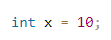 int x = 10;